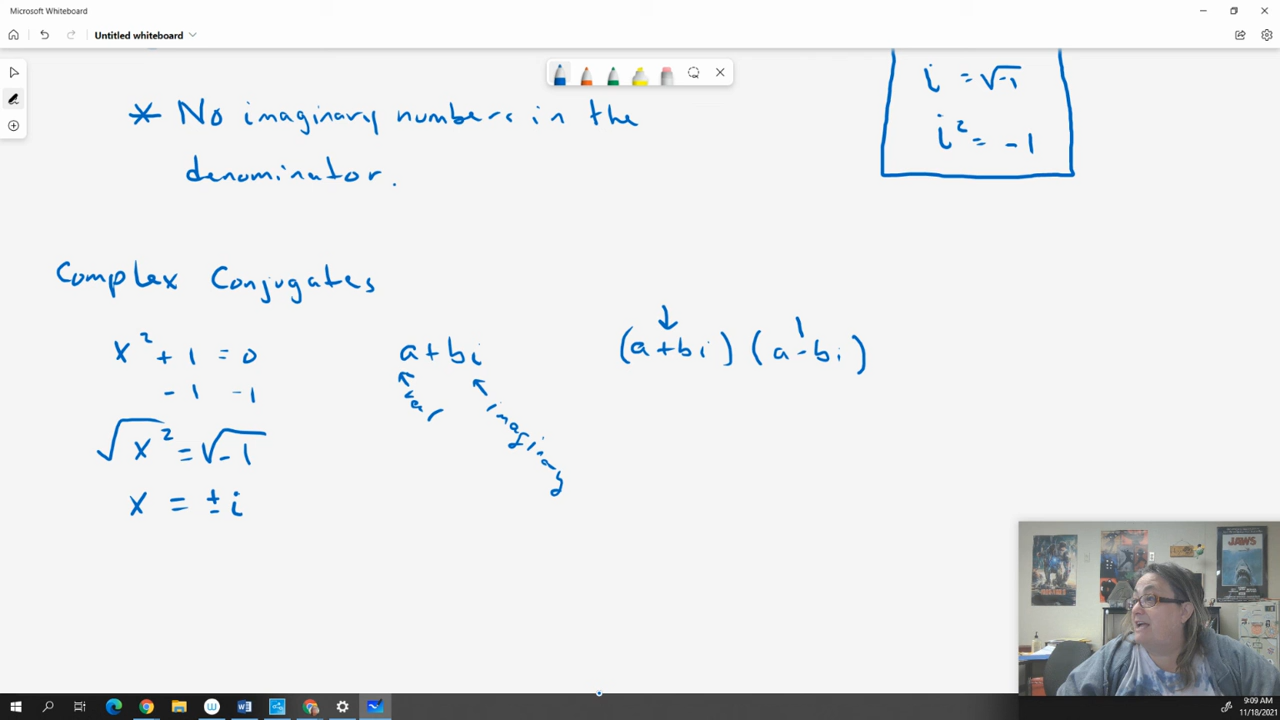 Microsoft Whiteboard
Untitled whiteboard
i = √-1
i² = -1
* No imaginary numbers in the
denominator.
Complex Conjugates
x² + 1 = 0
- 1 -1
√x² = √-1
x = ± i
a + bi
imaginary
(a + bi) (a - bi)
JAWS
9:09 AM
11/18/2021